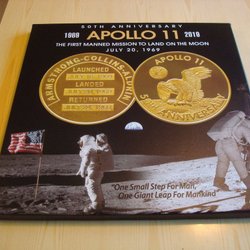 50TH ANNIVERSARY
1969 APOLLO 11 2019
THE FIRST MANNED MISSION TO LAND ON THE MOON
JULY 20, 1969
ARMSTRONG·COLLINS·ALDRIN
LAUNCHED
LANDED
RETURNED
APOLLO 11
50TH ANNIVERSARY
"One Small Step For Man,
One Giant Leap For Mankind"